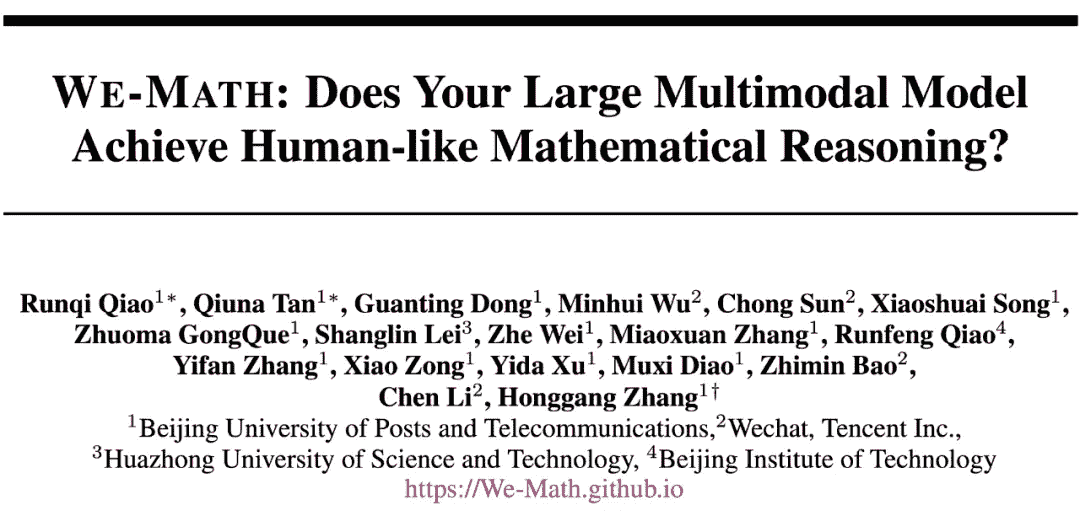 WE-MATH: Does Your Large Multimodal Model
Achieve Human-like Mathematical Reasoning?
Runqi Qiao¹*, Qiuna Tan¹*, Guanting Dong¹, Minhui Wu², Chong Sun², Xiaoshuai Song¹,
Zhuoma GongQue¹, Shanglin Lei³, Zhe Wei¹, Miaoxuan Zhang¹, Runfeng Qiao⁴,
Yifan Zhang¹, Xiao Zong¹, Yida Xu¹, Muxi Diao¹, Zhimin Bao²,
Chen Li², Honggang Zhang¹†
¹Beijing University of Posts and Telecommunications,²Wechat, Tencent Inc.,
³Huazhong University of Science and Technology, ⁴Beijing Institute of Technology
https://We-Math.github.io